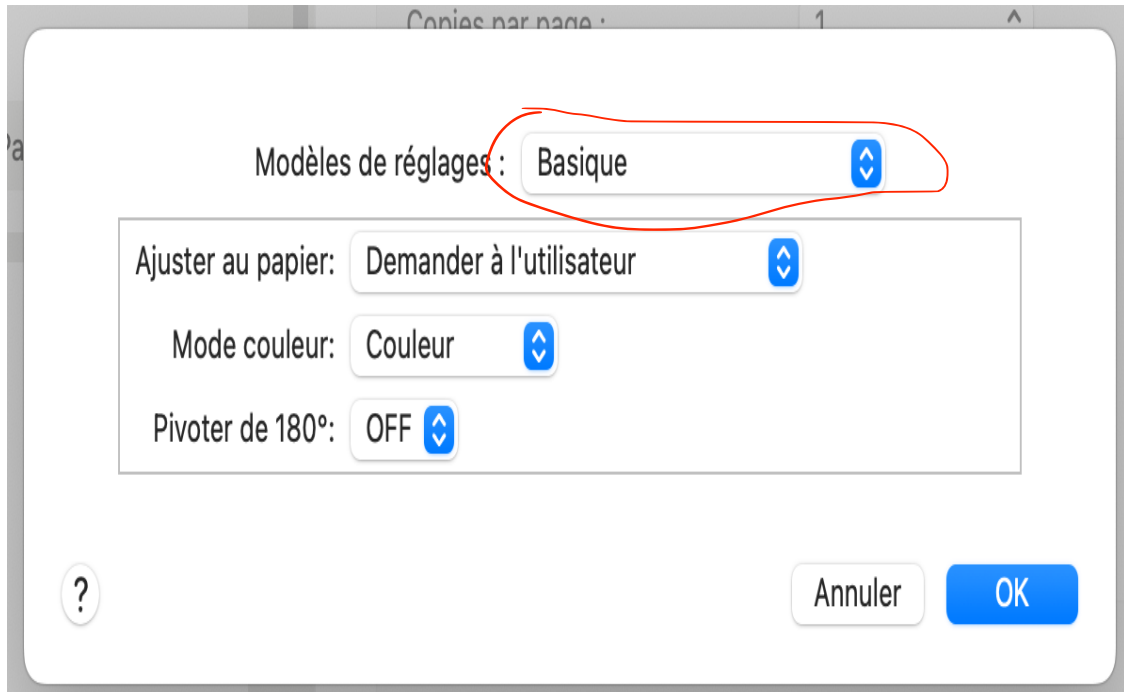 Copies par page : 1
Pa
Modèles de réglages : Basique
Ajuster au papier: Demander à l'utilisateur
Mode couleur: Couleur
Pivoter de 180°: OFF
? Annuler OK